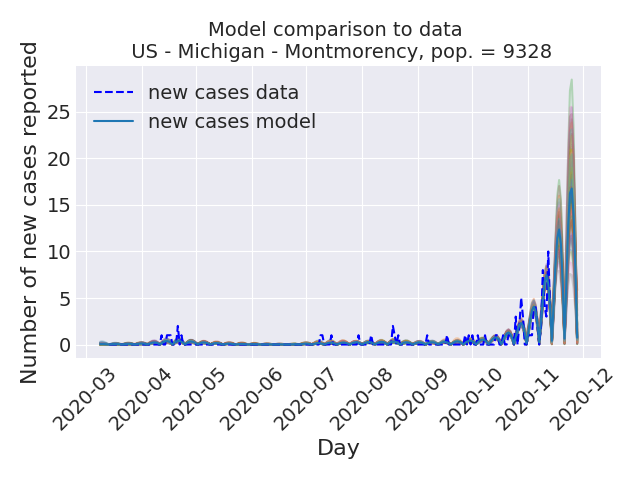 Model comparison to data
US - Michigan - Montmorency, pop. = 9328
Number of new cases reported
new cases data
new cases model
25
20
15
10
5
0
2020-03
2020-04
2020-05
2020-06
2020-07
2020-08
2020-09
2020-10
2020-11
2020-12
Day